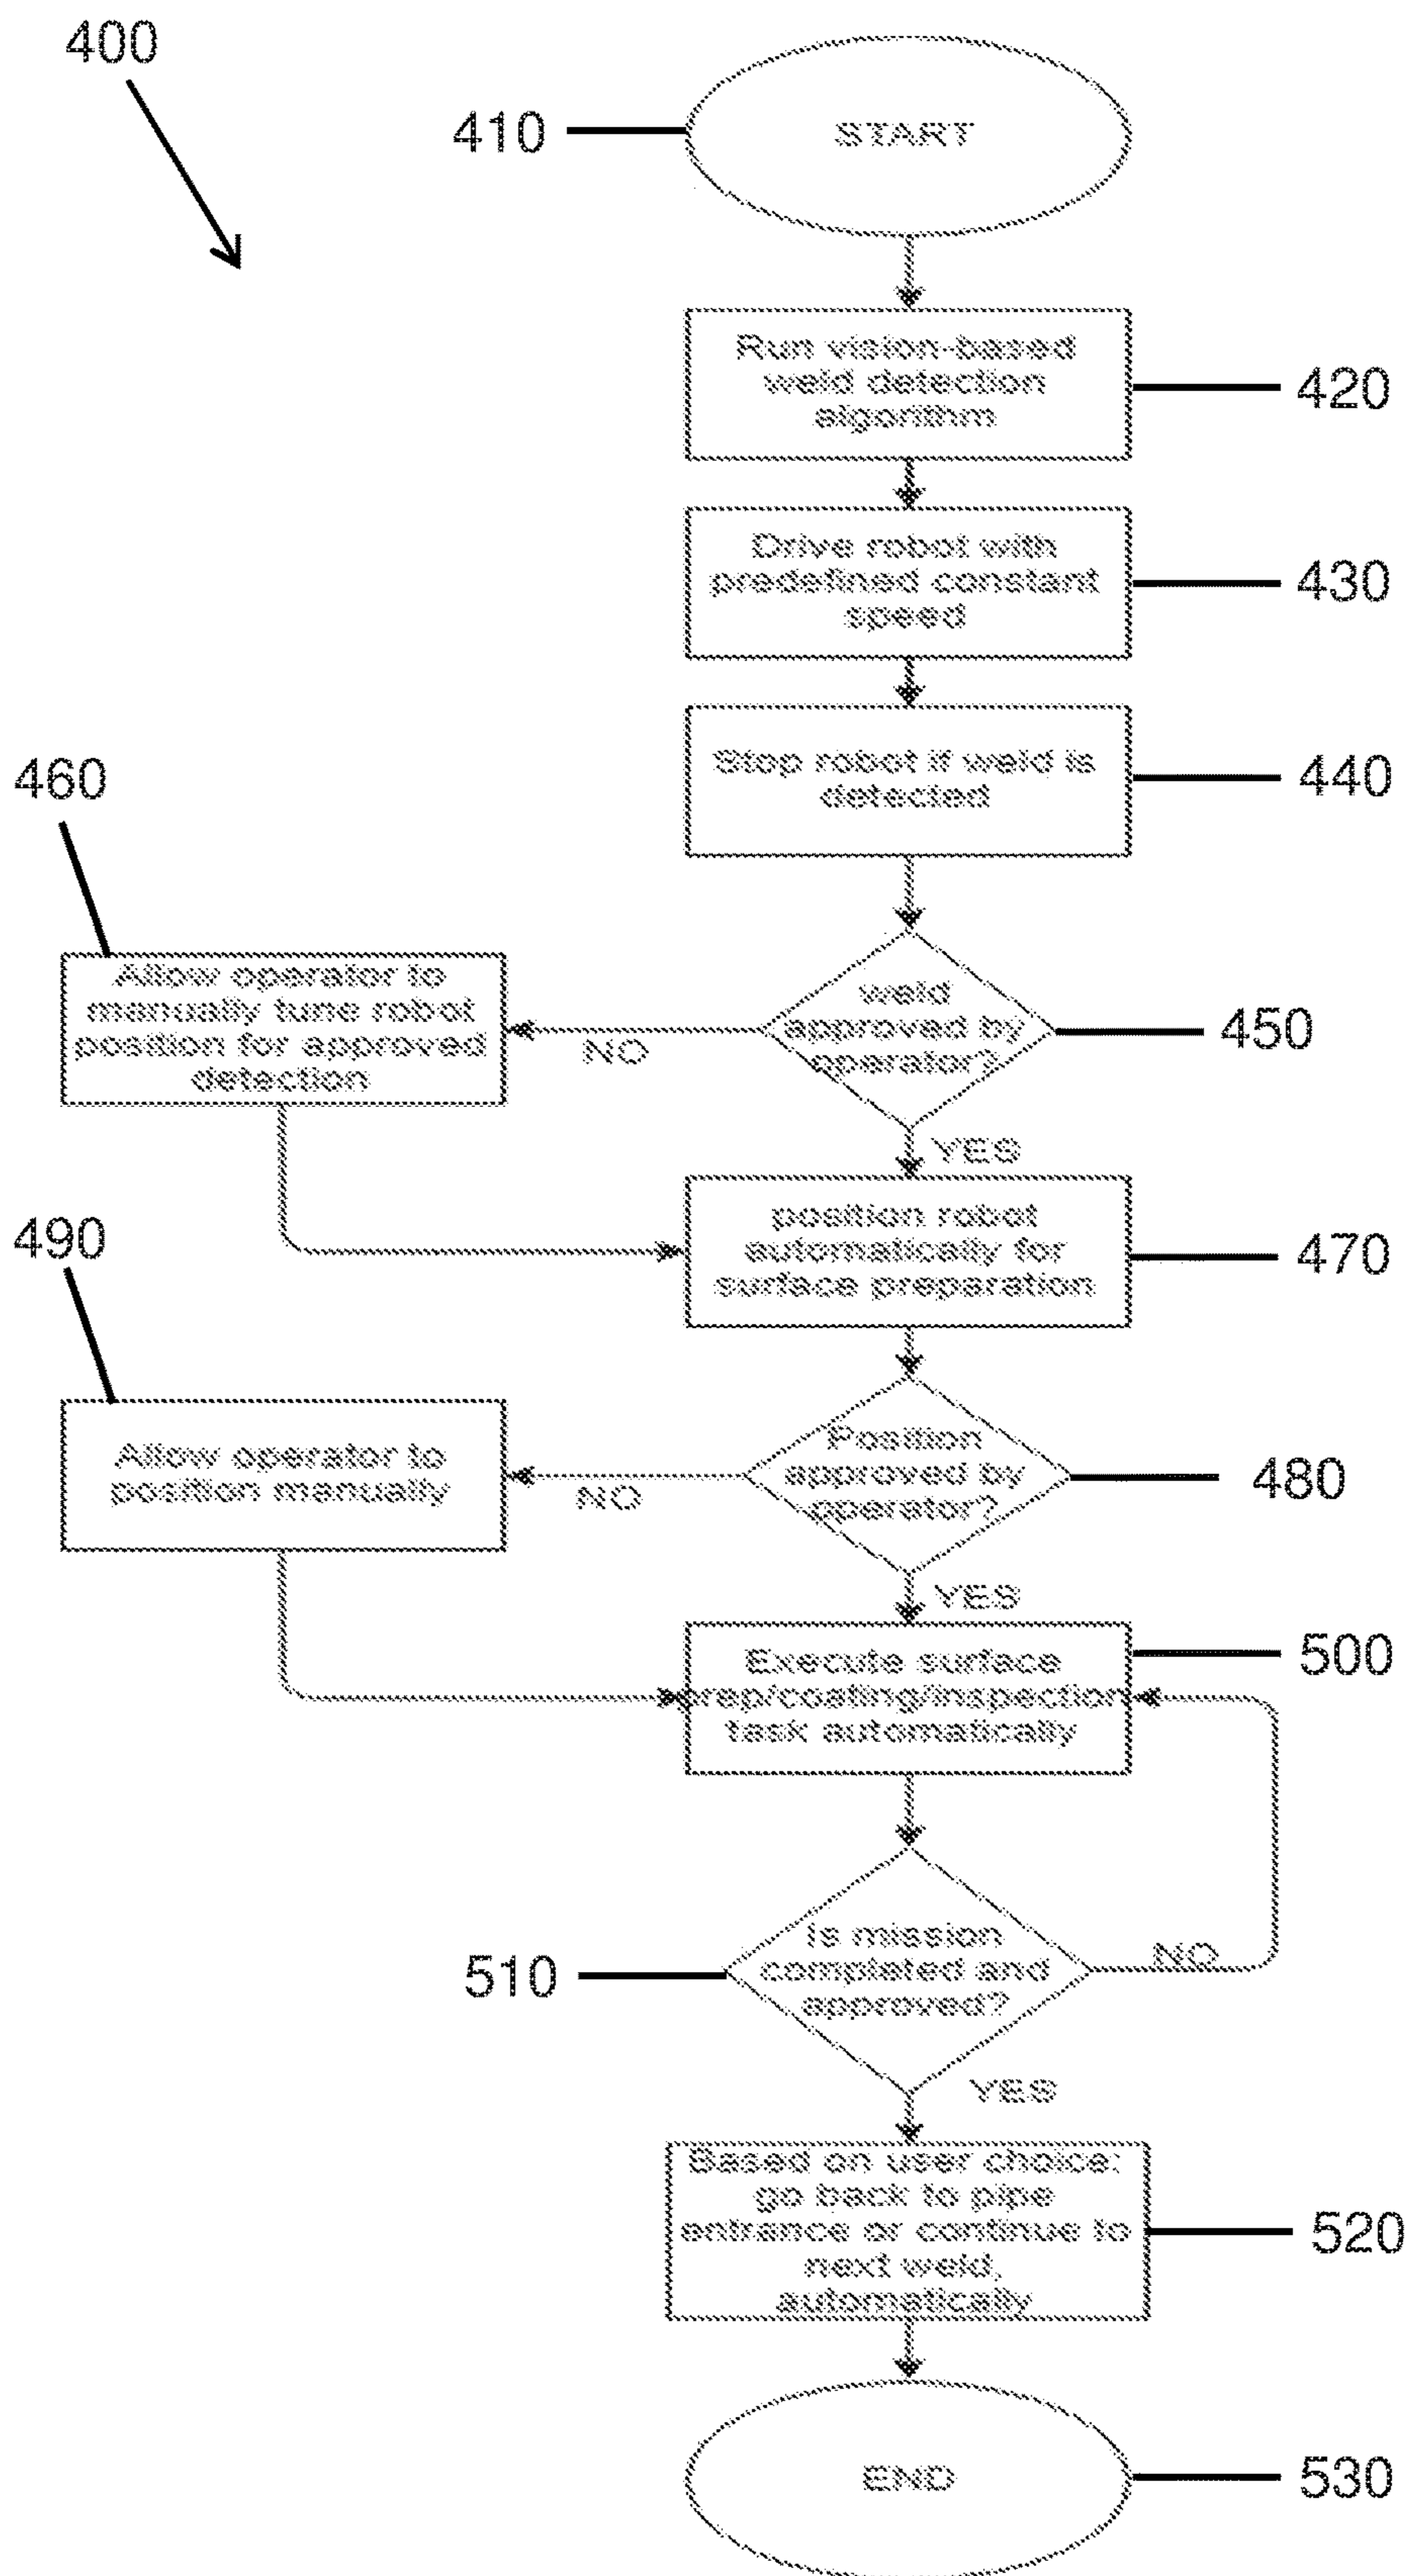 400
410
START
Run vision-based
weld detection
algorithm
420
Drive robot with
predefined constant
speed
430
Stop robot if weld is
detected
440
460
Allow operator to
manually tune robot
position for approved
detection
NO
weld
approved by
operator?
450
YES
490
position robot
automatically for
surface preparation
470
Allow operator to
position manually
NO
Position
approved by
operator?
480
YES
Execute surface
prep/coating/inspection
task automatically
500
510
Is mission
completed and
approved?
NO
YES
Based on user choice:
go back to pipe
entrance or continue to
next weld,
automatically
520
END
530